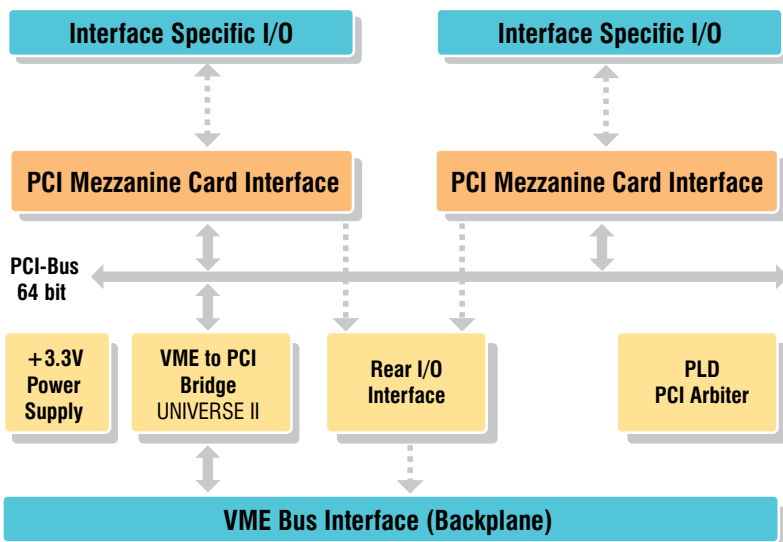 Interface Specific I/O
Interface Specific I/O
PCI Mezzanine Card Interface
PCI Mezzanine Card Interface
PCI-Bus
64 bit
+3.3V
Power
Supply
VME to PCI
Bridge
UNIVERSE II
Rear I/O
Interface
PLD
PCI Arbiter
VME Bus Interface (Backplane)